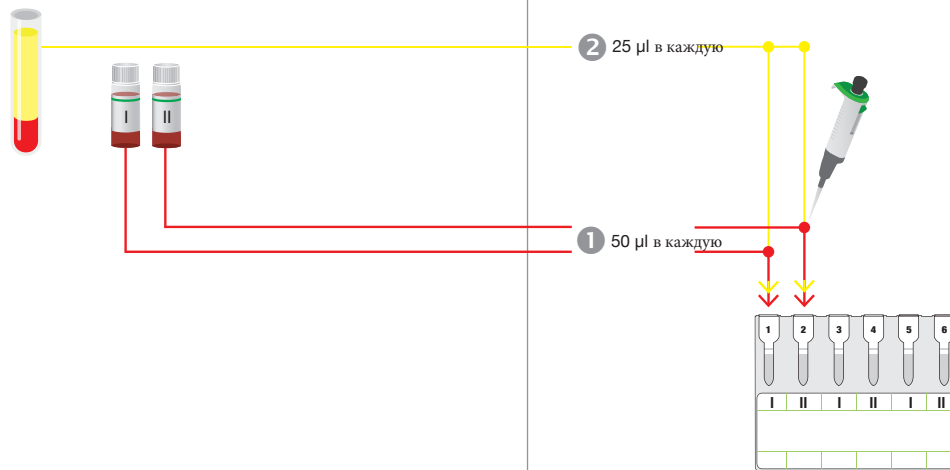 2 25 µl в каждую
I II
1 50 µl в каждую
1 2 3 4 5 6
I II I II I II